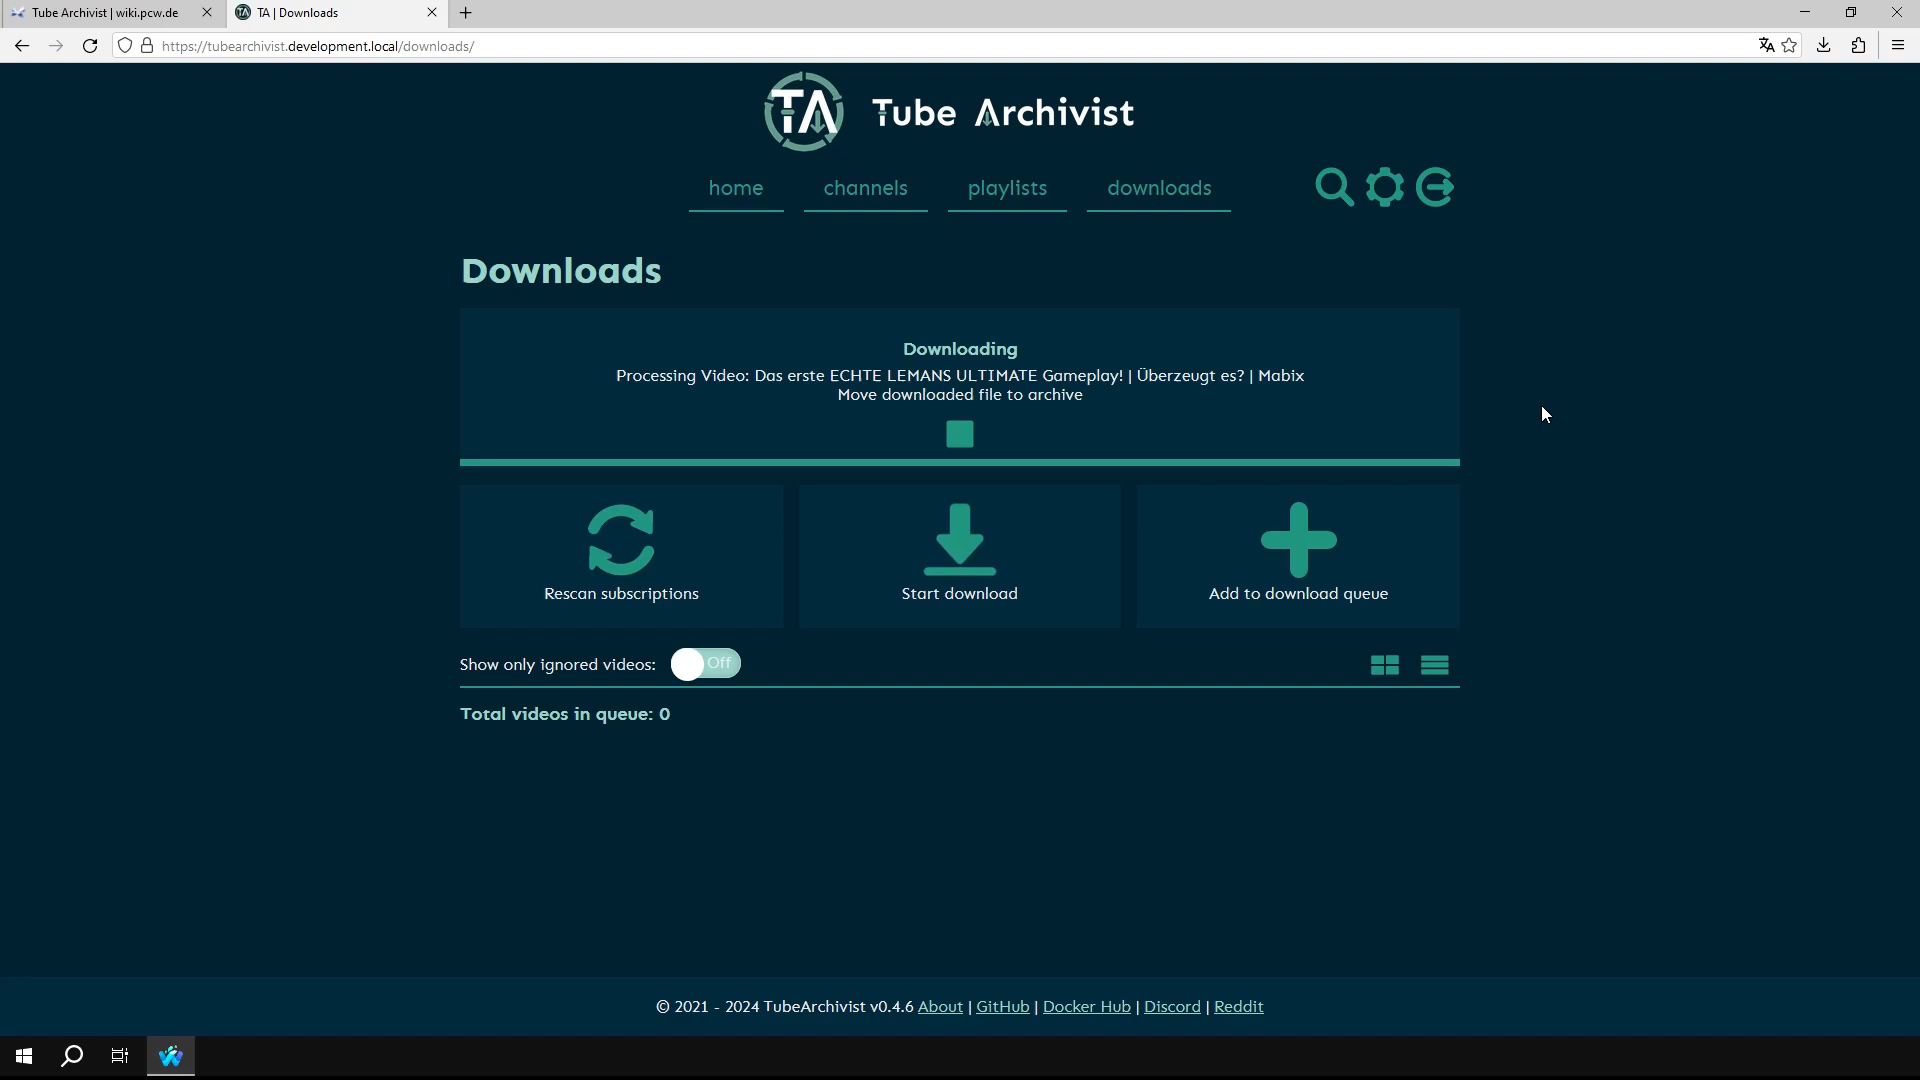 Tube Archivist | wiki.pcw.de
TA | Downloads
https://tubearchivist.development.local/downloads/
TA Tube Archivist
home
channels
playlists
downloads
Downloads
Downloading
Processing Video: Das erste ECHTE LEMANS ULTIMATE Gameplay! | Überzeugt es? | Mabix
Move downloaded file to archive
Rescan subscriptions
Start download
Add to download queue
Show only ignored videos:
Off
Total videos in queue: 0
© 2021 - 2024 TubeArchivist v0.4.6 About | GitHub | Docker Hub | Discord | Reddit